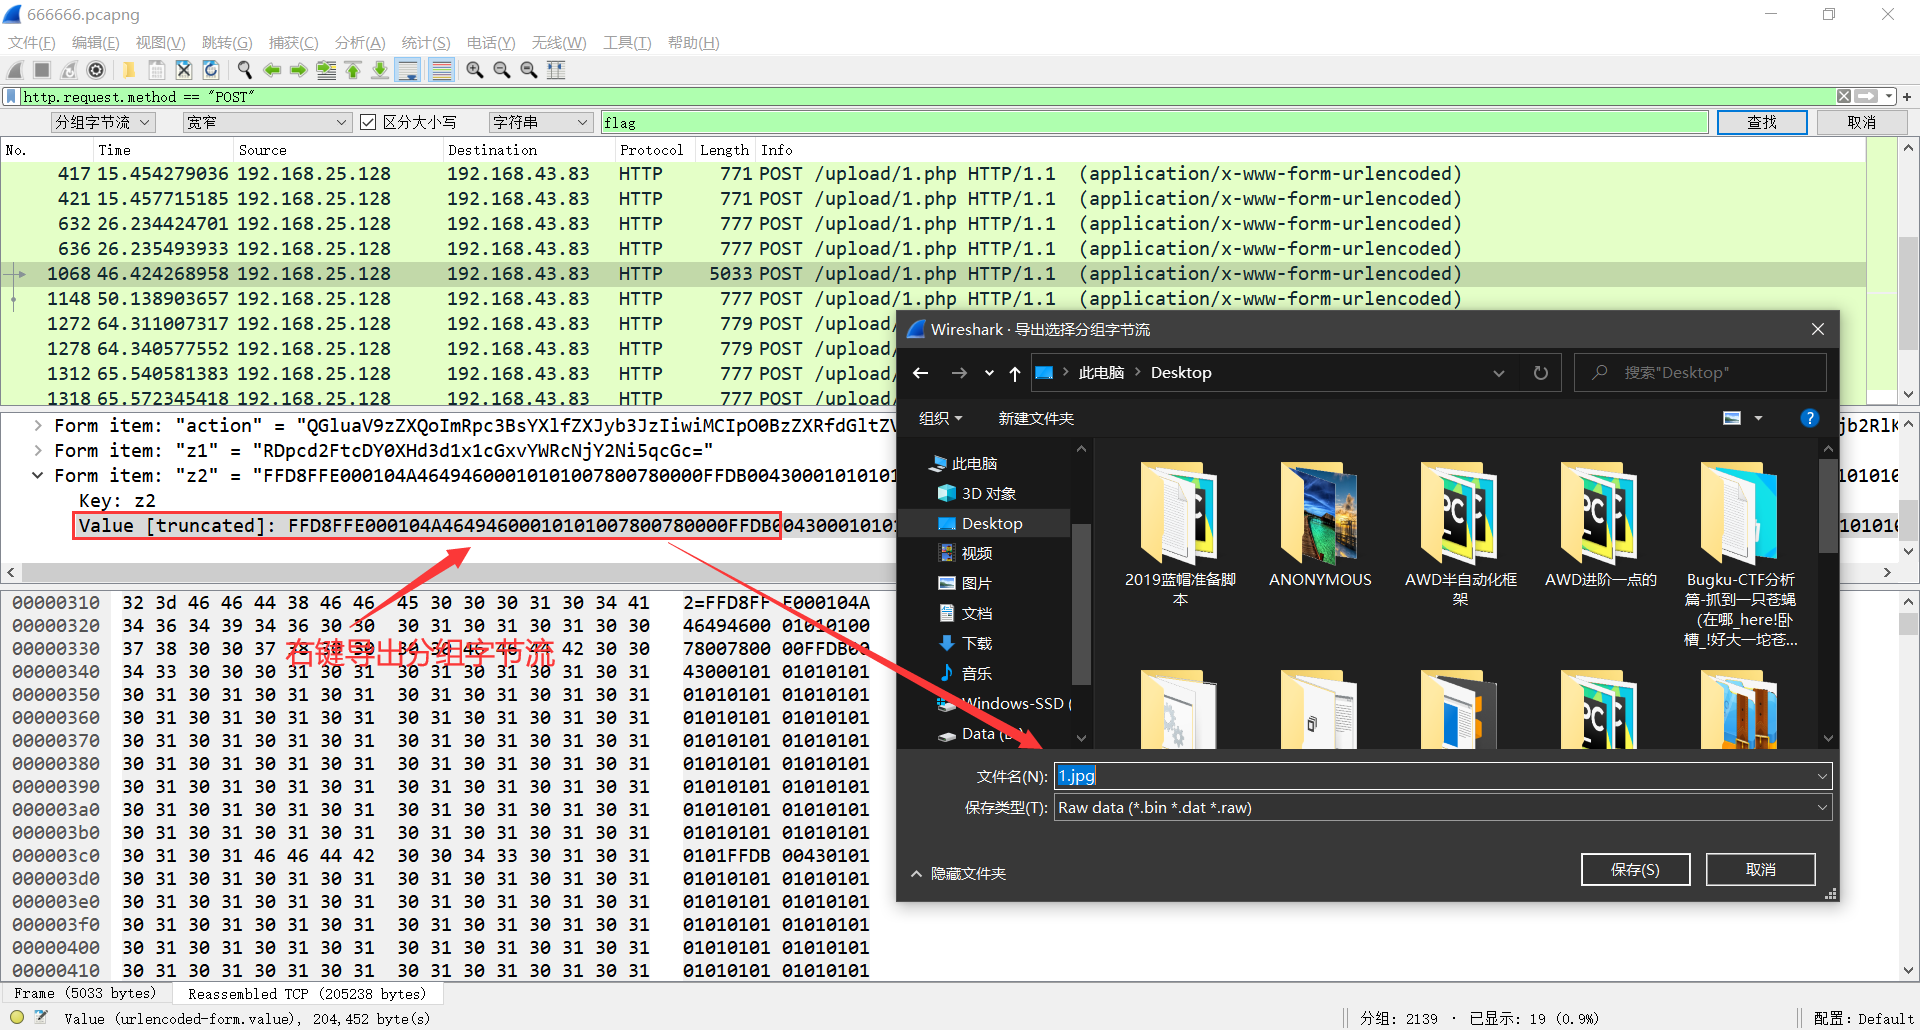 666666.pcapng
文件(F) 编辑(E) 视图(V) 跳转(G) 捕获(C) 分析(A) 统计(S) 电话(Y) 无线(W) 工具(T) 帮助(H)
http.request.method == "POST"
分组字节流 宽窄 区分大小写 字符串 flag 查找 取消
No. Time Source Destination Protocol Length Info
417 15.454279036 192.168.25.128 192.168.43.83 HTTP 771 POST /upload/1.php HTTP/1.1 (application/x-www-form-urlencoded)
421 15.457715185 192.168.25.128 192.168.43.83 HTTP 771 POST /upload/1.php HTTP/1.1 (application/x-www-form-urlencoded)
632 26.234424701 192.168.25.128 192.168.43.83 HTTP 777 POST /upload/1.php HTTP/1.1 (application/x-www-form-urlencoded)
636 26.235493933 192.168.25.128 192.168.43.83 HTTP 777 POST /upload/1.php HTTP/1.1 (application/x-www-form-urlencoded)
1068 46.424268958 192.168.25.128 192.168.43.83 HTTP 5033 POST /upload/1.php HTTP/1.1 (application/x-www-form-urlencoded)
1148 50.138903657 192.168.25.128 192.168.43.83 HTTP 777 POST /upload/1.php HTTP/1.1 (application/x-www-form-urlencoded)
1272 64.311007317 192.168.25.128 192.168.43.83 HTTP 779 POST /upload/1.
1278 64.340577552 192.168.25.128 192.168.43.83 HTTP 779 POST /upload/1.
1312 65.540581383 192.168.25.128 192.168.43.83 HTTP 777 POST /upload/1.
1318 65.572345418 192.168.25.128 192.168.43.83 HTTP 777 POST /upload/1.
Form item: "action" = "QGluaV9zZXQoImRpc3BsYXlfZXJyb3JzIiwiMCIpO0BzZXRfdGltZV
Form item: "z1" = "RDpcd2FtcDY0XHd3d1x1cGxvYWRcNjY2Ni5qcGc="
Form item: "z2" = "FFD8FFE000104A46494600010101007800780000FFDB0043000101010
Key: z2
Value [truncated]: FFD8FFE000104A46494600010101007800780000FFDB00430001010
右键导出分组字节流
00000310 32 3d 46 46 44 38 46 46 45 30 30 30 31 30 34 41 2=FFD8FF E000104A
00000320 34 36 34 39 34 36 30 30 30 31 30 31 30 31 30 30 46494600 01010100
00000330 37 38 30 30 37 38 30 30 30 30 46 46 44 42 30 30 78007800 00FFDB00
00000340 34 33 30 30 30 31 30 31 30 31 30 31 30 31 30 31 43000101 01010101
00000350 30 31 30 31 30 31 30 31 30 31 30 31 30 31 30 31 01010101 01010101
00000360 30 31 30 31 30 31 30 31 30 31 30 31 30 31 30 31 01010101 01010101
00000370 30 31 30 31 30 31 30 31 30 31 30 31 30 31 30 31 01010101 01010101
00000380 30 31 30 31 30 31 30 31 30 31 30 31 30 31 30 31 01010101 01010101
00000390 30 31 30 31 30 31 30 31 30 31 30 31 30 31 30 31 01010101 01010101
000003a0 30 31 30 31 30 31 30 31 30 31 30 31 30 31 30 31 01010101 01010101
000003b0 30 31 30 31 30 31 30 31 30 31 30 31 30 31 30 31 01010101 01010101
000003c0 30 31 30 31 46 46 44 42 30 30 34 33 30 31 30 31 0101FFDB 00430101
000003d0 30 31 30 31 30 31 30 31 30 31 30 31 30 31 30 31 01010101 01010101
000003e0 30 31 30 31 30 31 30 31 30 31 30 31 30 31 30 31 01010101 01010101
000003f0 30 31 30 31 30 31 30 31 30 31 30 31 30 31 30 31 01010101 01010101
00000400 30 31 30 31 30 31 30 31 30 31 30 31 30 31 30 31 01010101 01010101
00000410 30 31 30 31 30 31 30 31 30 31 30 31 30 31 30 31 01010101 01010101
Frame (5033 bytes) Reassembled TCP (205238 bytes)
Value (urlencoded-form.value), 204,452 byte(s) 分组: 2139 · 已显示: 19 (0.9%) 配置: Default
Wireshark · 导出选择分组字节流
此电脑 Desktop 搜索"Desktop"
组织 新建文件夹
此电脑
3D 对象
Desktop
视频
图片
文档
下载
音乐
Windows-SSD (
Data (
2019蓝帽准备脚本
ANONYMOUS
AWD半自动化框架
AWD进阶一点的
Bugku-CTF分析
篇-抓到一只苍蝇
(在哪_here!卧
槽_!好大一坨苍...
文件名(N): 1.jpg
保存类型(T): Raw data (*.bin *.dat *.raw)
隐藏文件夹 保存(S) 取消
jb2RlK
10101
10101